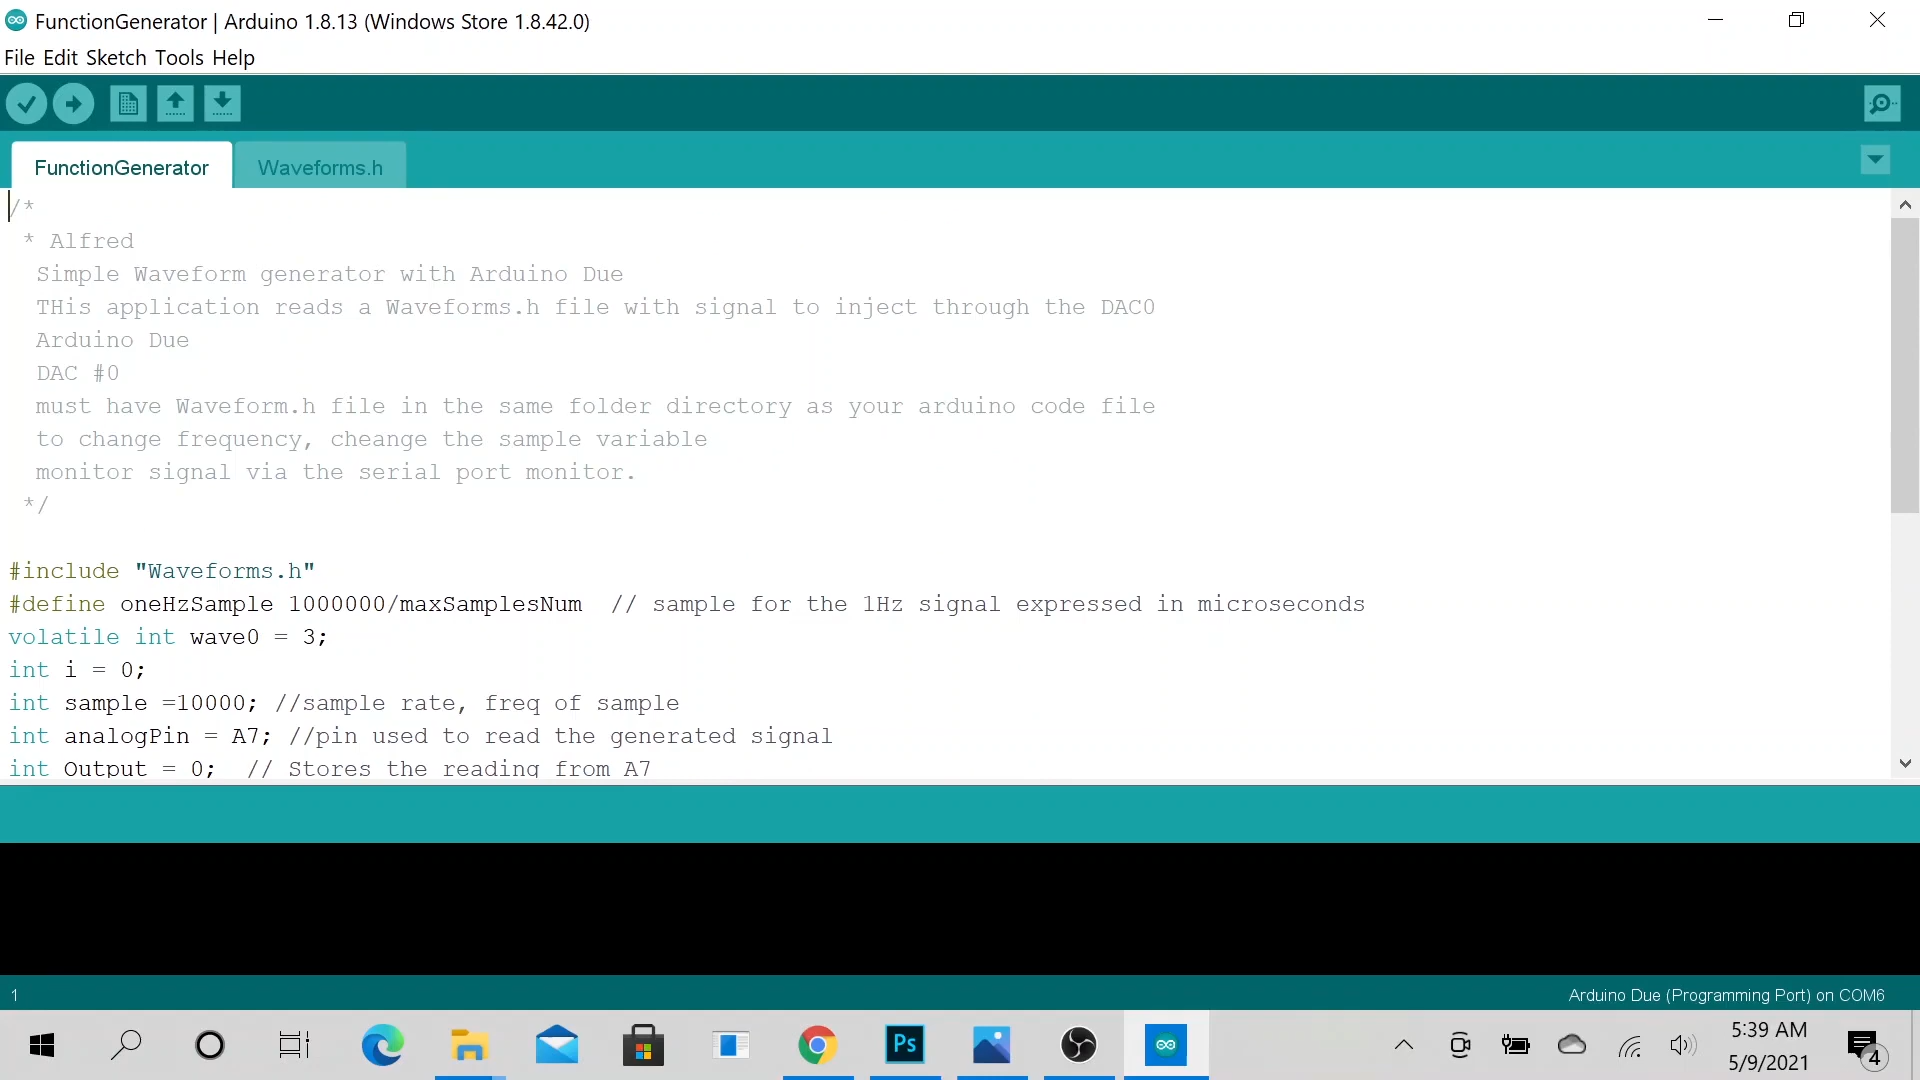 FunctionGenerator | Arduino 1.8.13 (Windows Store 1.8.42.0)
File Edit Sketch Tools Help
FunctionGenerator Waveforms.h
/*
* Alfred
Simple Waveform generator with Arduino Due
THis application reads a Waveforms.h file with signal to inject through the DAC0
Arduino Due
DAC #0
must have Waveform.h file in the same folder directory as your arduino code file
to change frequency, cheange the sample variable
monitor signal via the serial port monitor.
*/
#include "Waveforms.h"
#define oneHzSample 1000000/maxSamplesNum // sample for the 1Hz signal expressed in microseconds
volatile int wave0 = 3;
int i = 0;
int sample =10000; //sample rate, freq of sample
int analogPin = A7; //pin used to read the generated signal
int Output = 0; // Stores the reading from A7
1
Arduino Due (Programming Port) on COM6
Ps
5:39 AM
5/9/2021
4